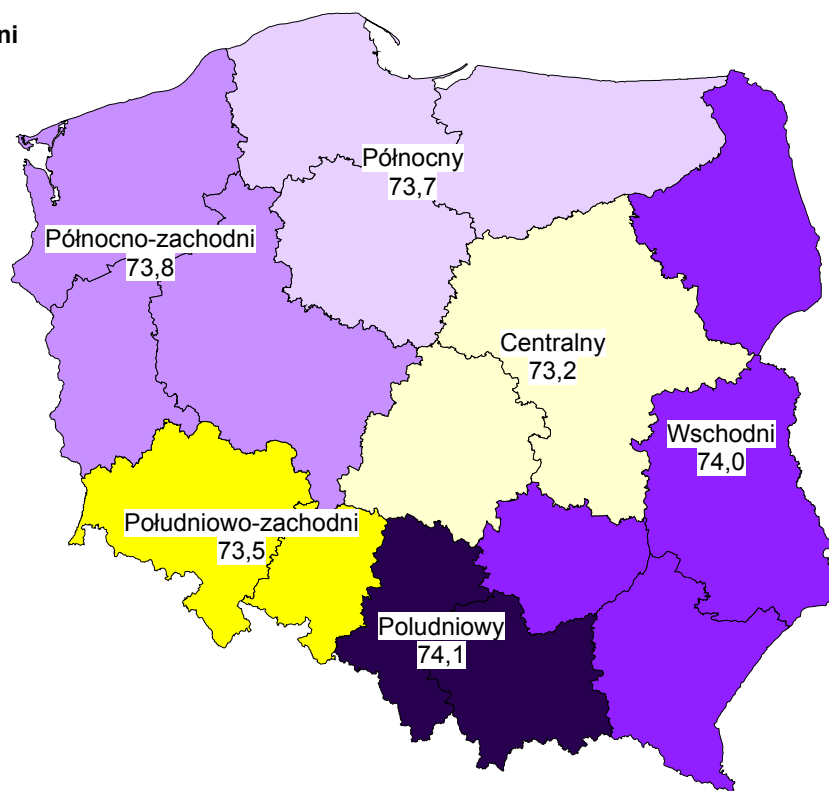 ni
Północny
73,7
Północno-zachodni
73,8
Centralny
73,2
Wschodni
74,0
Południowo-zachodni
73,5
Poludniowy
74,1